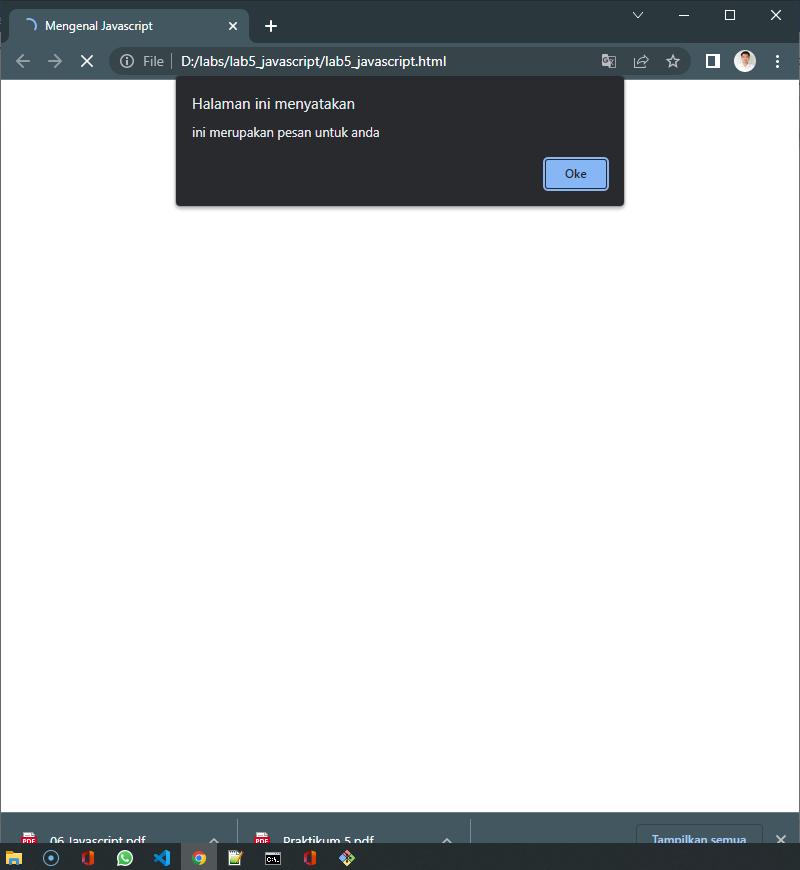 Mengenal Javascript
File D:/labs/lab5_javascript/lab5_javascript.html
Halaman ini menyatakan
ini merupakan pesan untuk anda
Oke
06 Javascript.pdf
Praktikum 5.pdf
Tampilkan semua